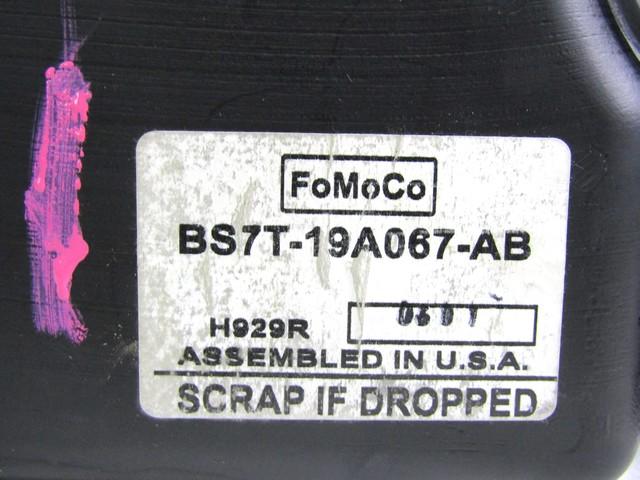 FoMoCo
BS7T-19A067-AB
H929R
ASSEMBLED IN U.S.A.
SCRAP IF DROPPED